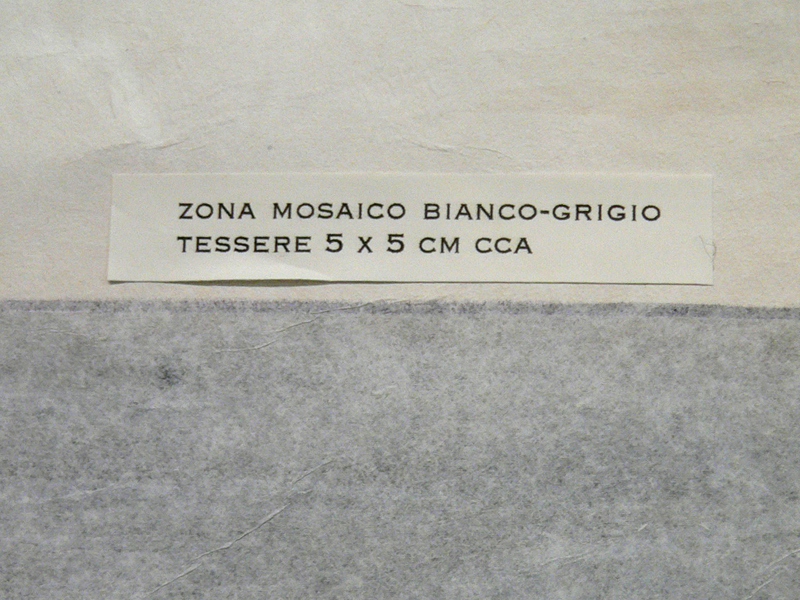 ZONA MOSAICO BIANCO-GRIGIO
TESSERE 5 X 5 CM CCA